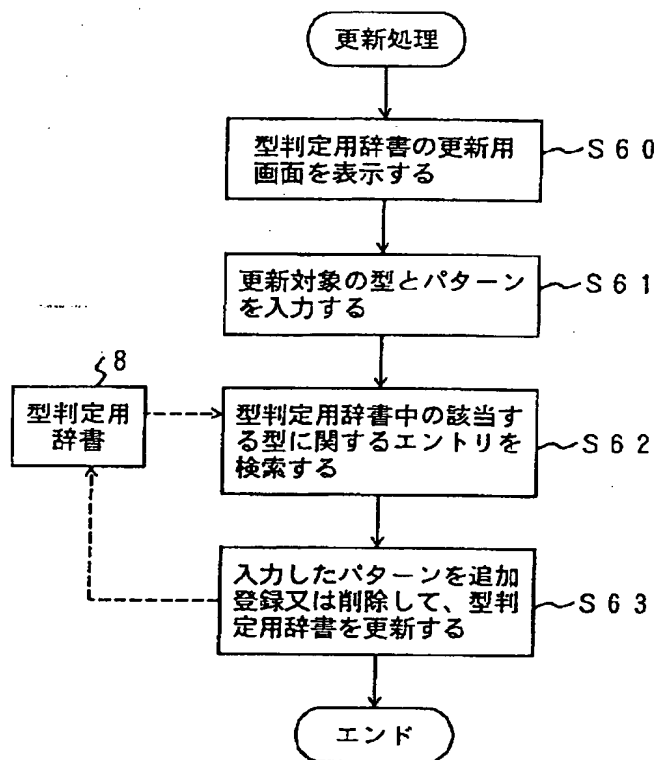 更新処理
型判定用辞書の更新用
画面を表示する
S60
更新対象の型とパターン
を入力する
S61
8
型判定用
辞書
型判定用辞書中の該当す
る型に関するエントリを
検索する
S62
入力したパターンを追加
登録又は削除して、型判
定用辞書を更新する
S63
エンド